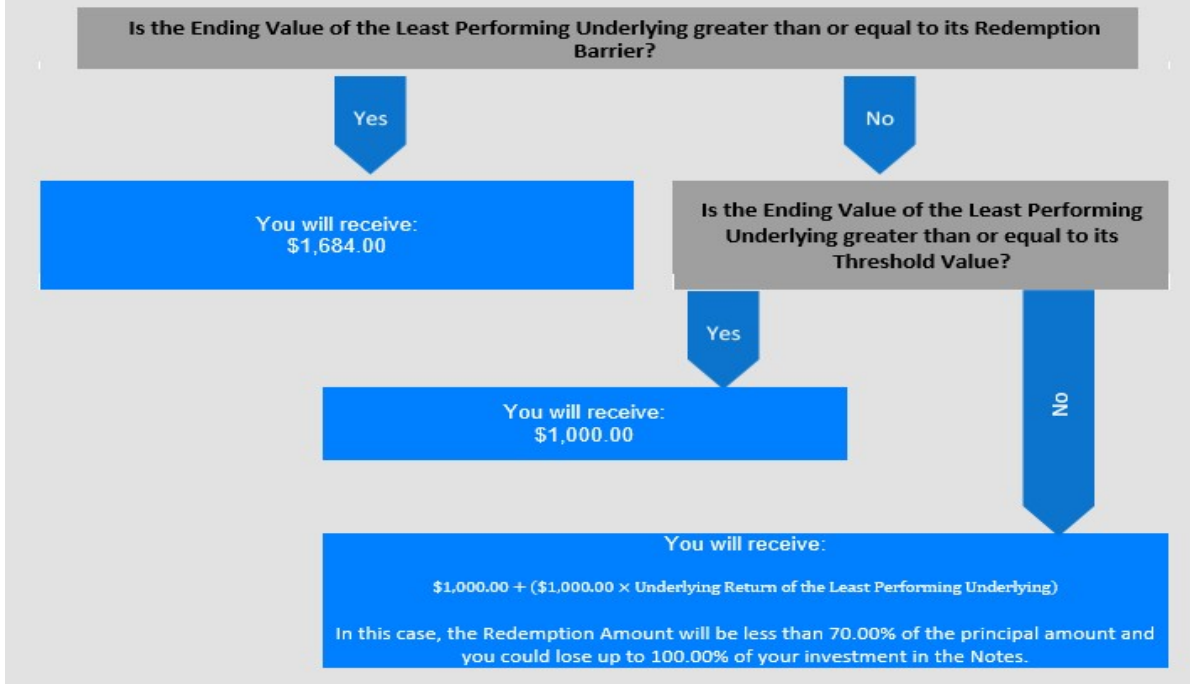 Is the Ending Value of the Least Performing Underlying greater than or equal to its Redemption
Barrier?
Yes
No
You will receive:
$1,684.00
Is the Ending Value of the Least Performing
Underlying greater than or equal to its
Threshold Value?
Yes
No
You will receive:
$1,000.00
You will receive:
$1,000.00 + ($1,000.00 × Underlying Return of the Least Performing Underlying)
In this case, the Redemption Amount will be less than 70.00% of the principal amount and
you could lose up to 100.00% of your investment in the Notes.